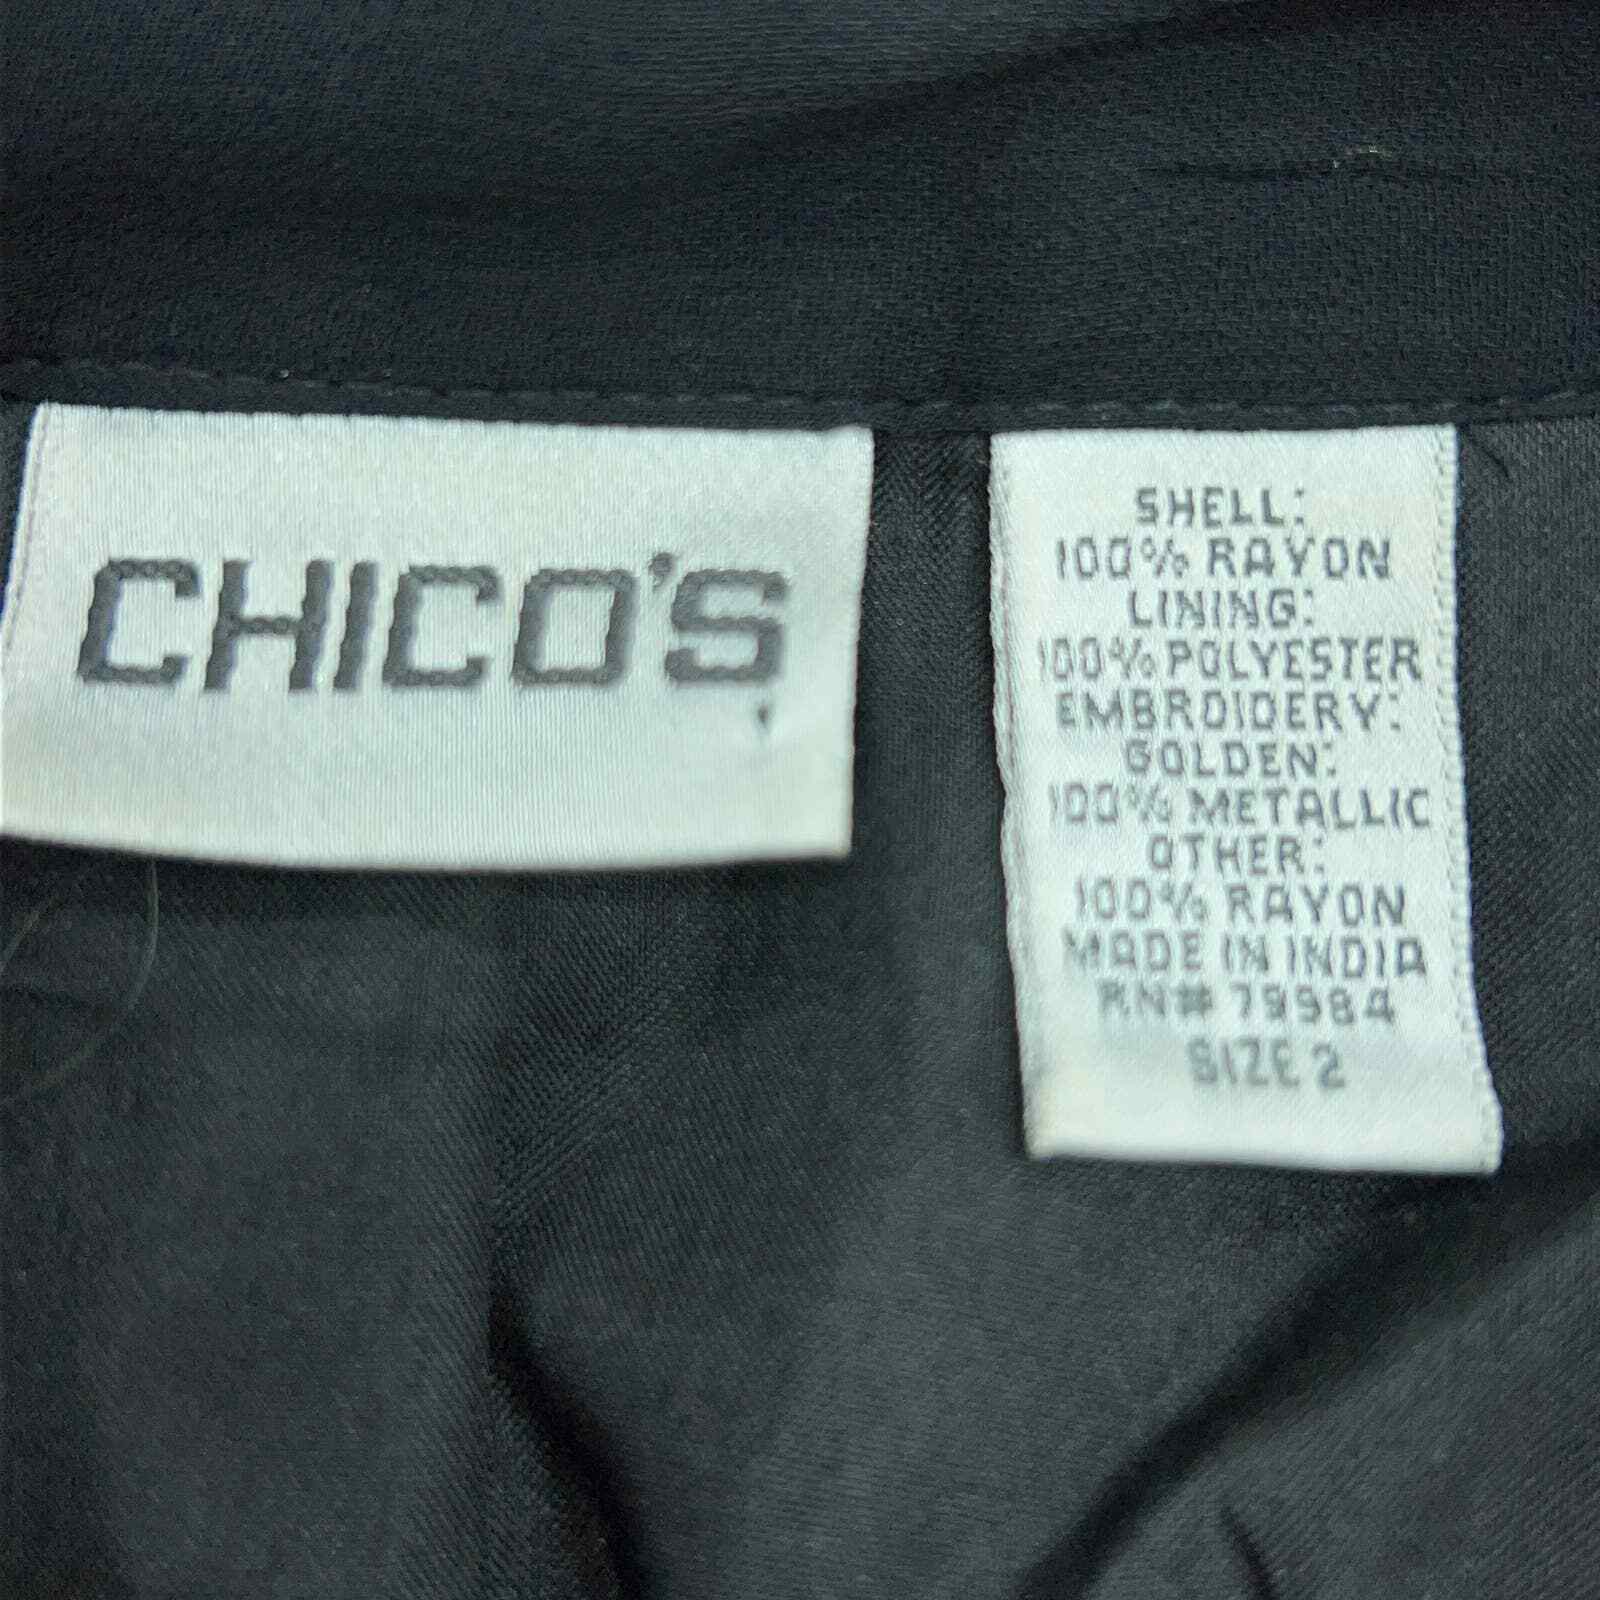 CHICO'S
SHELL:
100% RAYON
LINING:
100% POLYESTER
EMBROIDERY:
GOLDEN:
100% METALLIC
OTHER:
100% RAYON
MADE IN INDIA
RN# 79984
SIZE 2